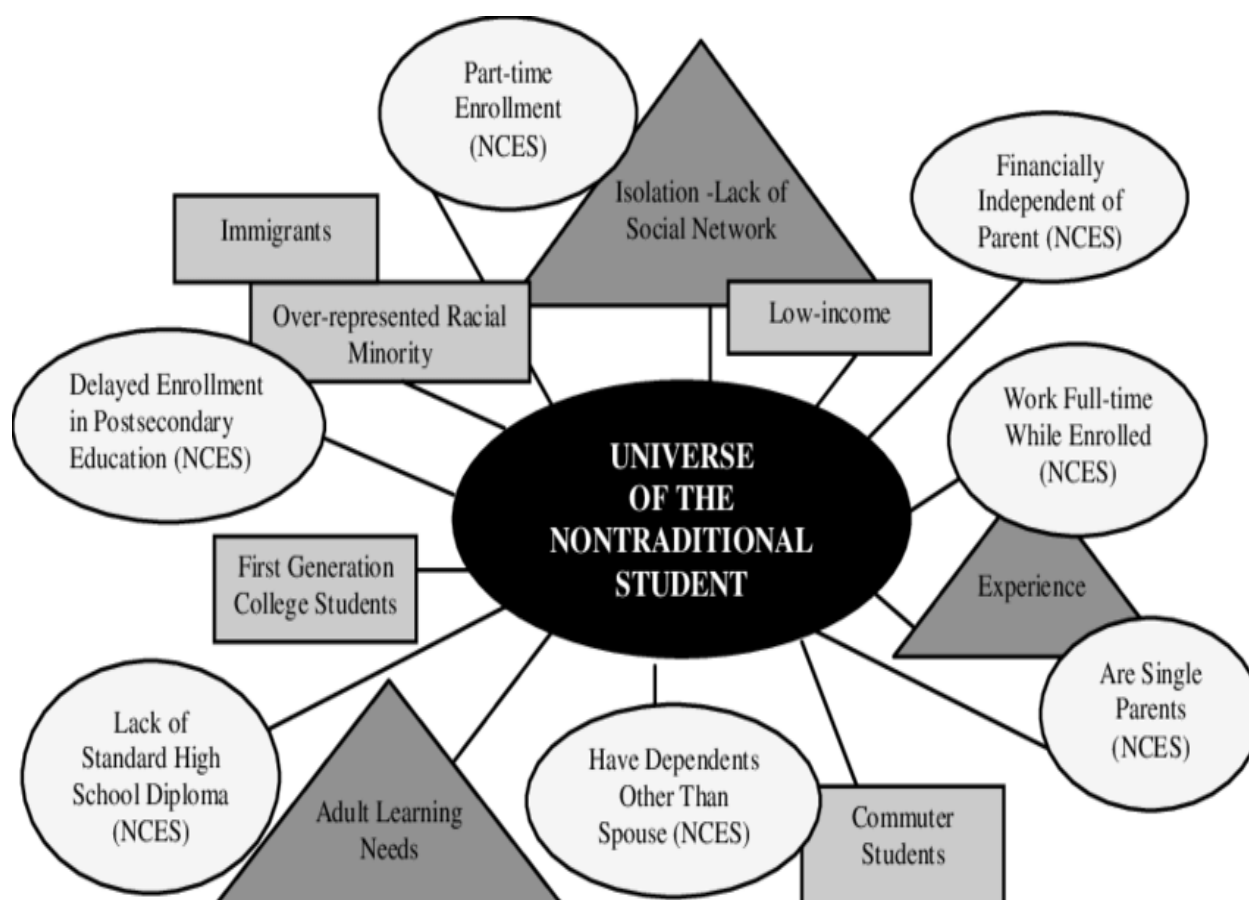 Part-time
Enrollment
(NCES)
Isolation -Lack of
Social Network
Financially
Independent of
Parent (NCES)
Immigrants
Over-represented Racial
Minority
Low-income
Delayed Enrollment
in Postsecondary
Education (NCES)
Work Full-time
While Enrolled
(NCES)
UNIVERSE
OF THE
NONTRADITIONAL
STUDENT
First Generation
College Students
Experience
Are Single
Parents
(NCES)
Lack of
Standard High
School Diploma
(NCES)
Adult Learning
Needs
Have Dependents
Other Than
Spouse (NCES)
Commuter
Students